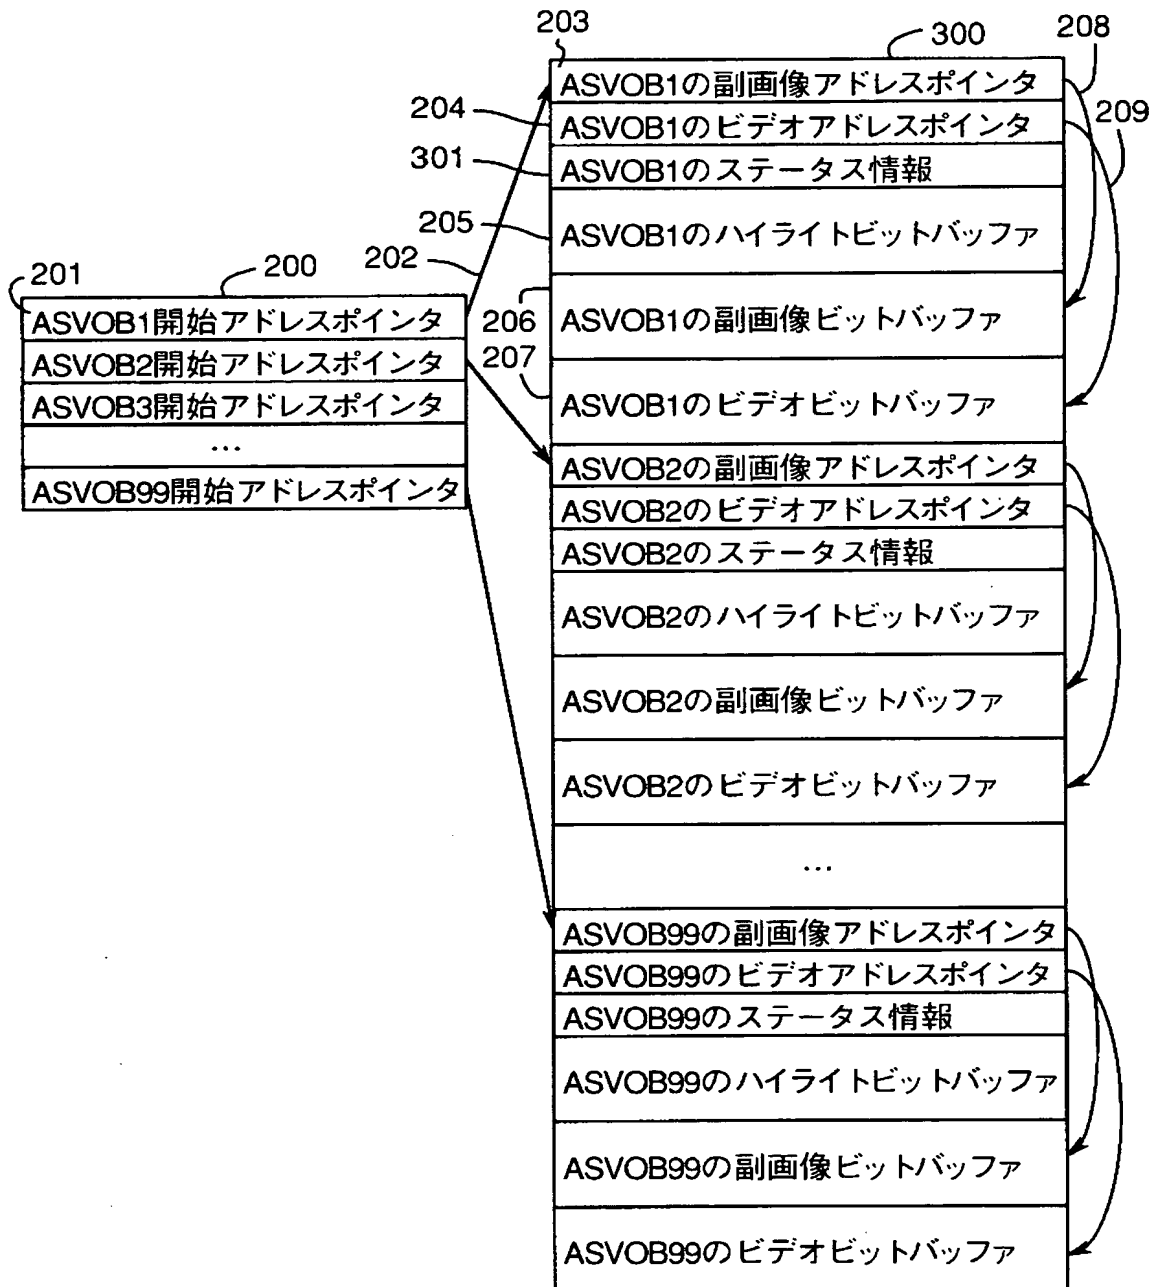 203
300
208
ASVOB1の副画像アドレスポインタ
204
ASVOB1のビデオアドレスポインタ
209
301
ASVOB1のステータス情報
205
ASVOB1のハイライトビットバッファ
202
201
200
ASVOB1開始アドレスポインタ
ASVOB2開始アドレスポインタ
ASVOB3開始アドレスポインタ
…
ASVOB99開始アドレスポインタ
206
ASVOB1の副画像ビットバッファ
207
ASVOB1のビデオビットバッファ
ASVOB2の副画像アドレスポインタ
ASVOB2のビデオアドレスポインタ
ASVOB2のステータス情報
ASVOB2のハイライトビットバッファ
ASVOB2の副画像ビットバッファ
ASVOB2のビデオビットバッファ
…
ASVOB99の副画像アドレスポインタ
ASVOB99のビデオアドレスポインタ
ASVOB99のステータス情報
ASVOB99のハイライトビットバッファ
ASVOB99の副画像ビットバッファ
ASVOB99のビデオビットバッファ